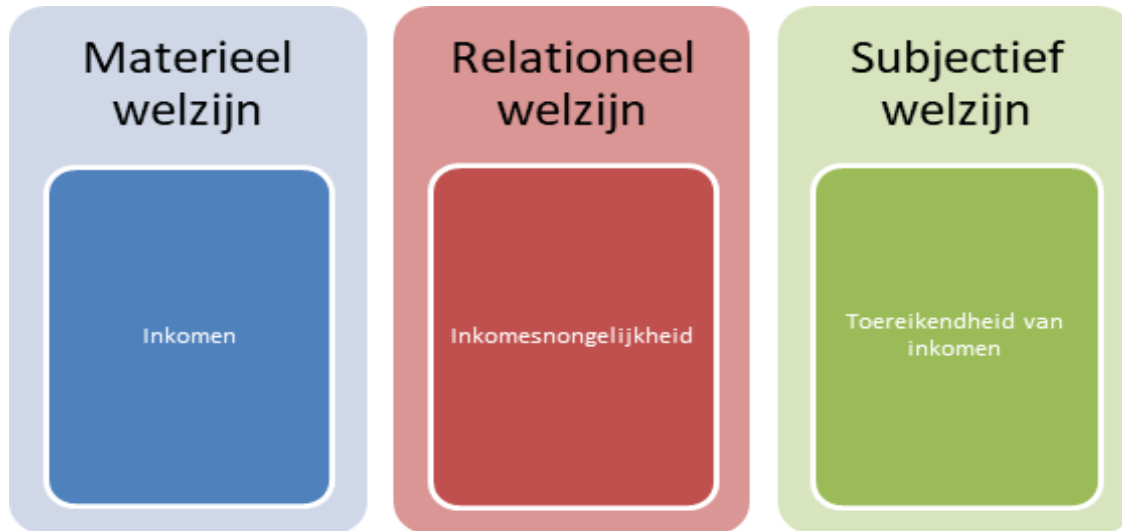 Materieel
welzijn
Inkomen
Relationeel
welzijn
Inkomesnongelijkheid
Subjectief
welzijn
Toereikendheid van
inkomen